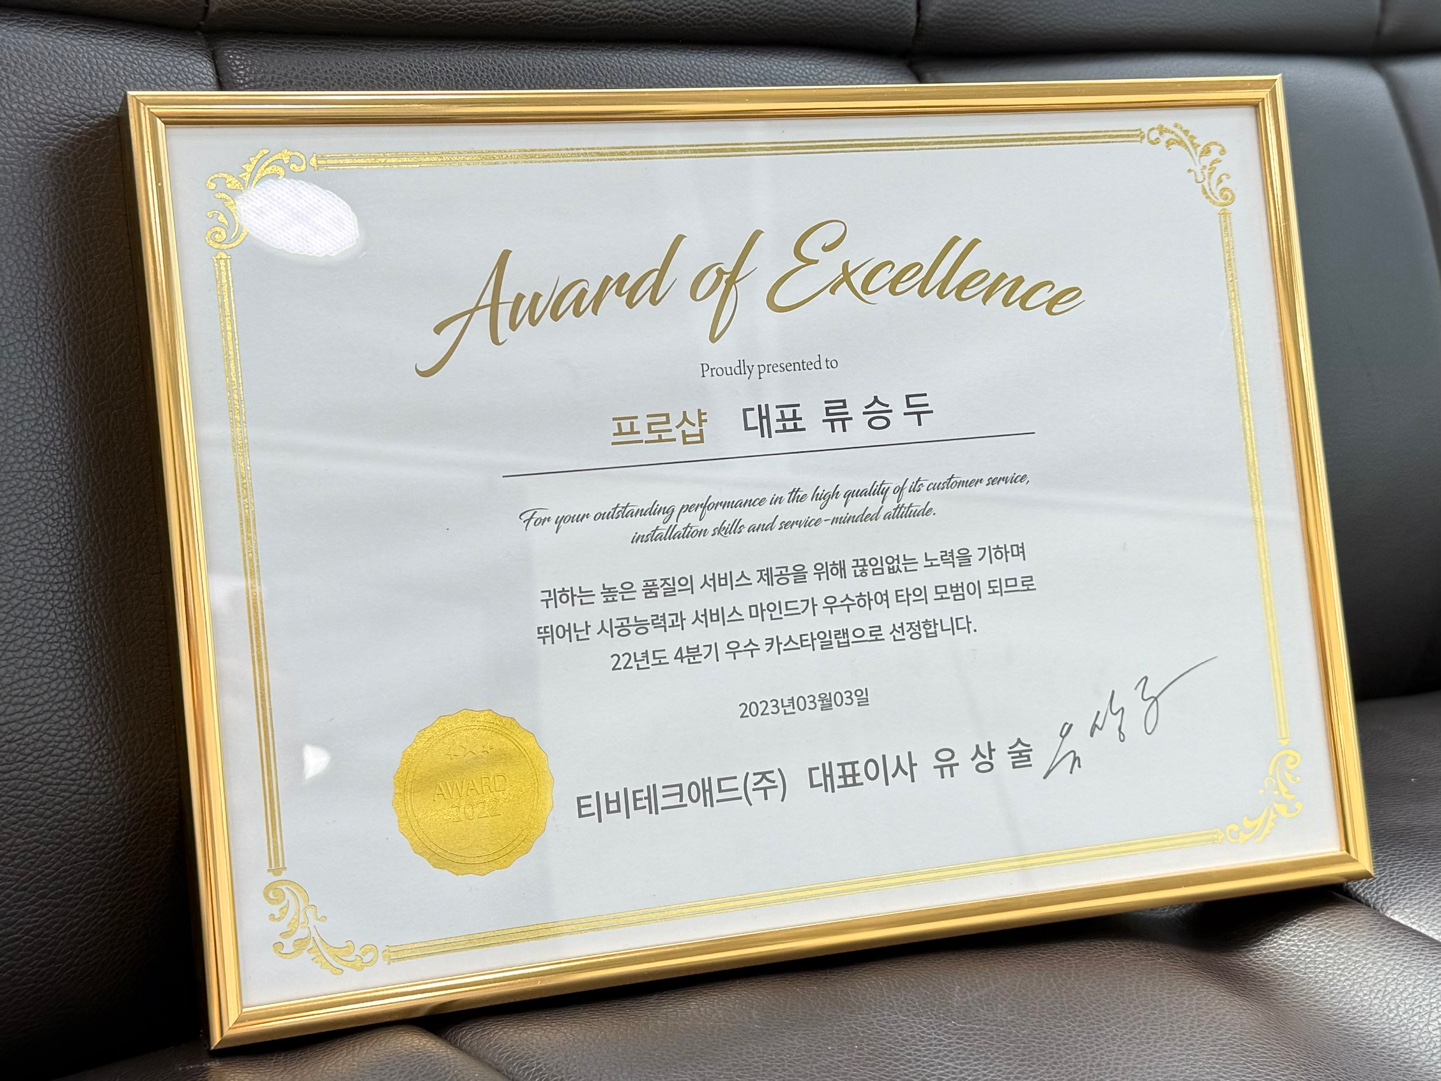 Award of Excellence
Proudly presented to
프로샵 대표 류승두
For your outstanding performance in the high quality of its customer service,
installation skills and service-minded attitude.
귀하는 높은 품질의 서비스 제공을 위해 끊임없는 노력을 기하며
뛰어난 시공능력과 서비스 마인드가 우수하여 타의 모범이 되므로
22년도 4분기 우수 카스타일랩으로 선정합니다.
2023년03월03일
AWARD
2022
티비테크애드(주) 대표이사 유상술